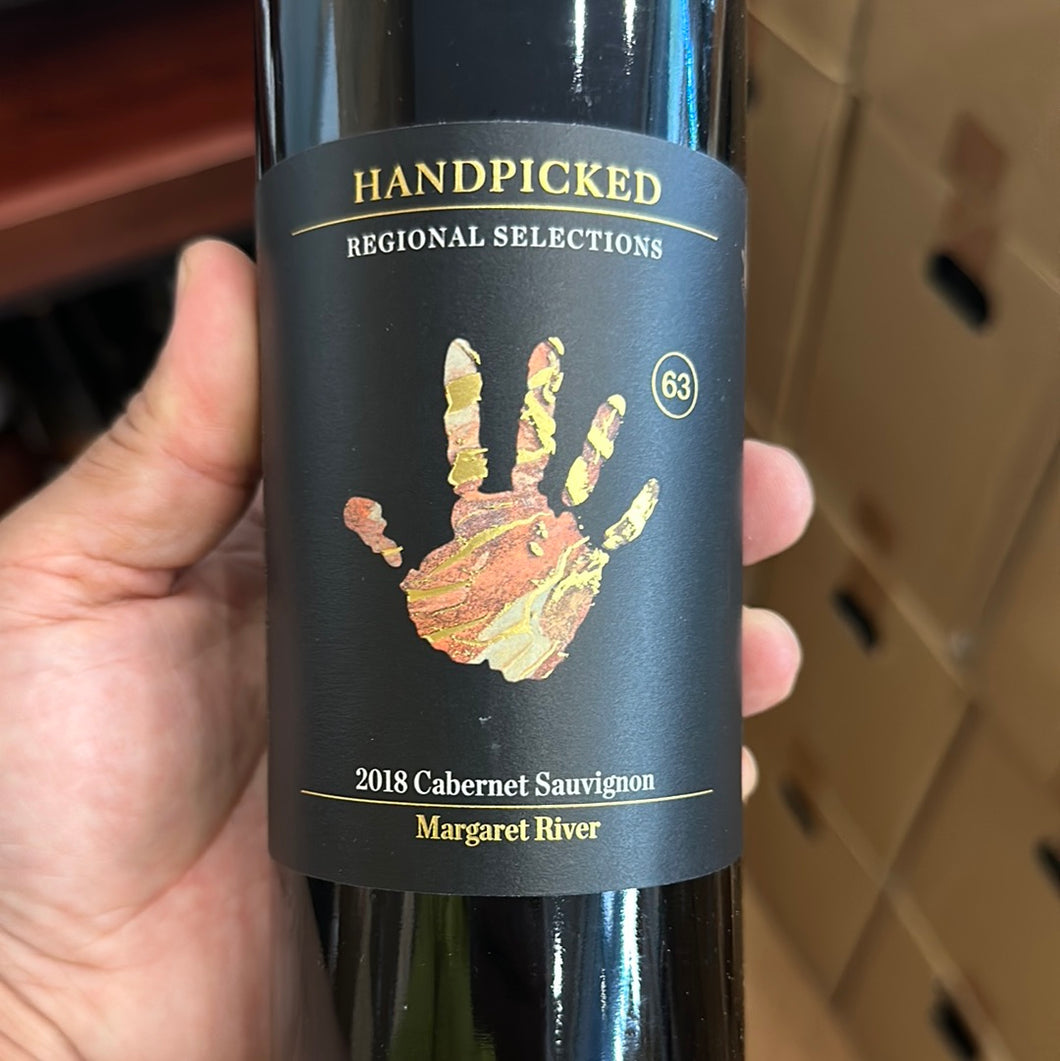 HANDPICKED
REGIONAL SELECTIONS
63
2018 Cabernet Sauvignon
Margaret River